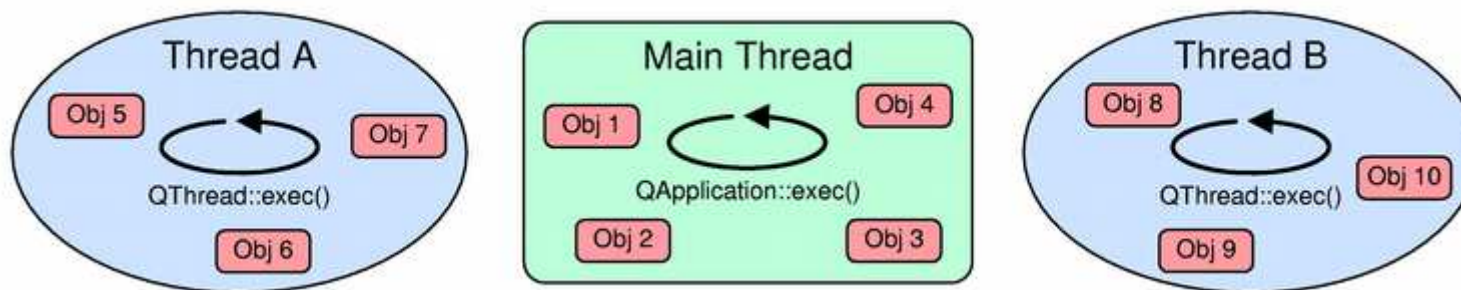 Thread A
Obj 5
Obj 7
QThread::exec()
Obj 6
Main Thread
Obj 4
Obj 1
QApplication::exec()
Obj 2
Obj 3
Thread B
Obj 8
Obj 10
QThread::exec()
Obj 9